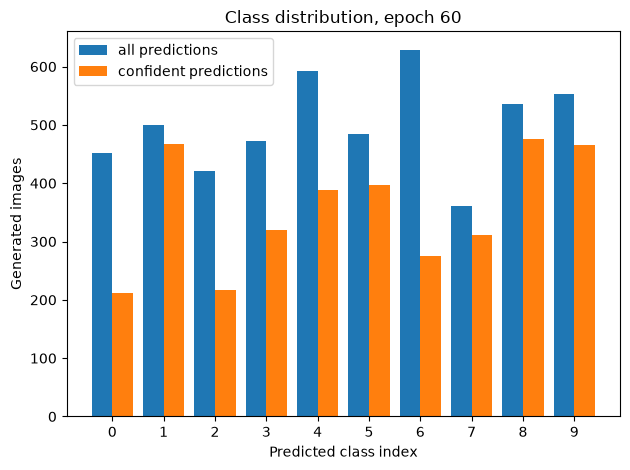 Class distribution, epoch 60
all predictions
confident predictions
Generated images
600
500
400
300
200
100
0
0 1 2 3 4 5 6 7 8 9
Predicted class index